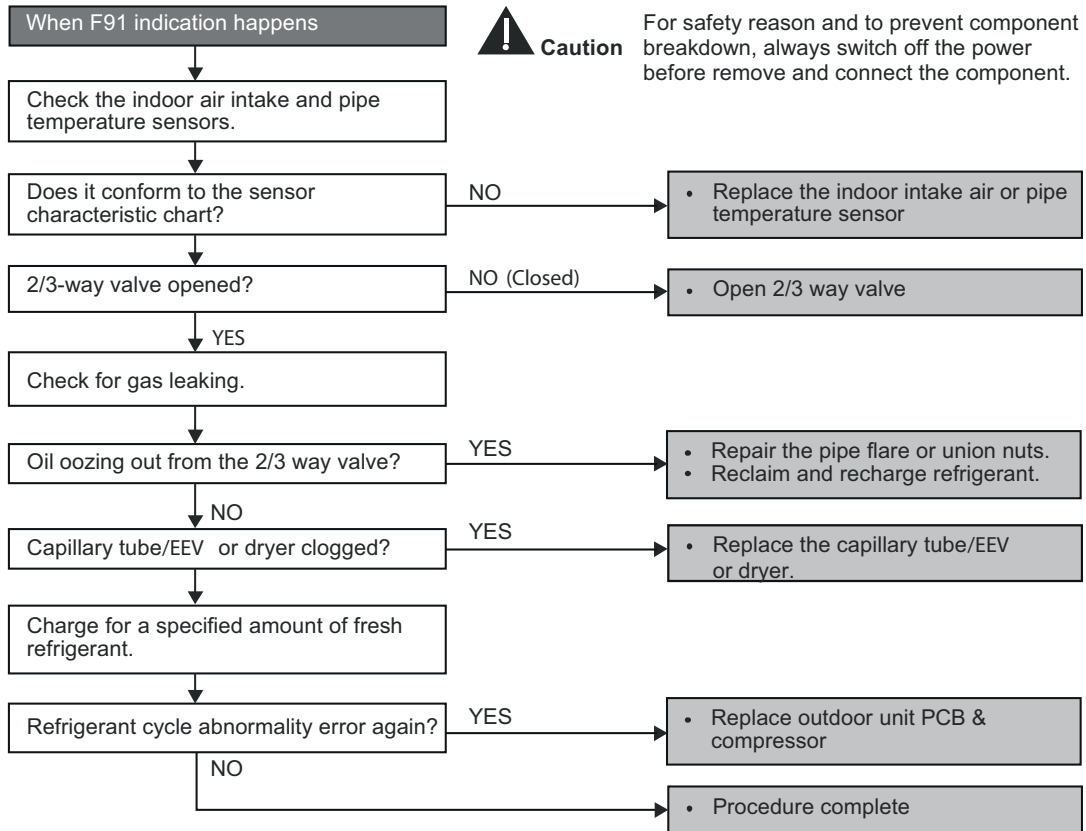 When F91 indication happens
Caution
For safety reason and to prevent component
breakdown, always switch off the power
before remove and connect the component.
Check the indoor air intake and pipe
temperature sensors.
Does it conform to the sensor
characteristic chart?
NO
• Replace the indoor intake air or pipe
temperature sensor
2/3-way valve opened?
NO (Closed)
• Open 2/3 way valve
YES
Check for gas leaking.
Oil oozing out from the 2/3 way valve?
YES
• Repair the pipe flare or union nuts.
• Reclaim and recharge refrigerant.
NO
Capillary tube/EEV or dryer clogged?
YES
• Replace the capillary tube/EEV
or dryer.
Charge for a specified amount of fresh
refrigerant.
Refrigerant cycle abnormality error again?
YES
• Replace outdoor unit PCB &
compressor
NO
• Procedure complete